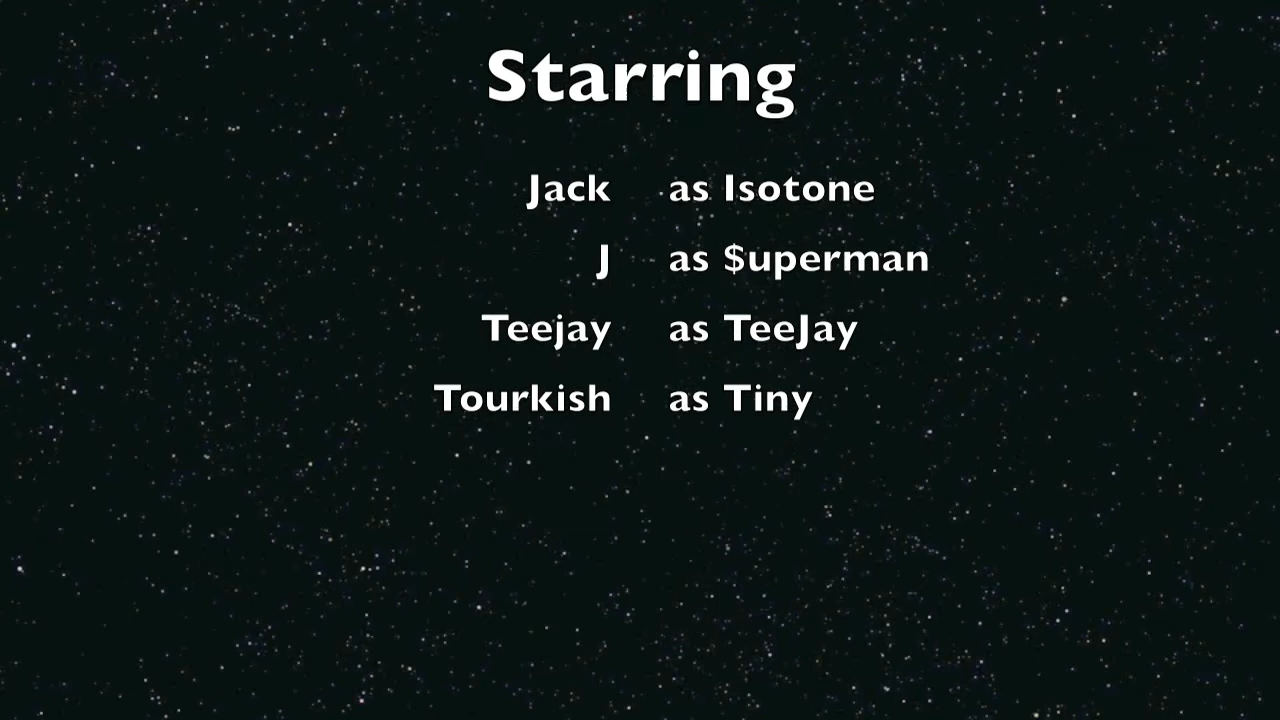 Starring
Jack as Isotone
J as $uperman
Teejay as TeeJay
Tourkish as Tiny